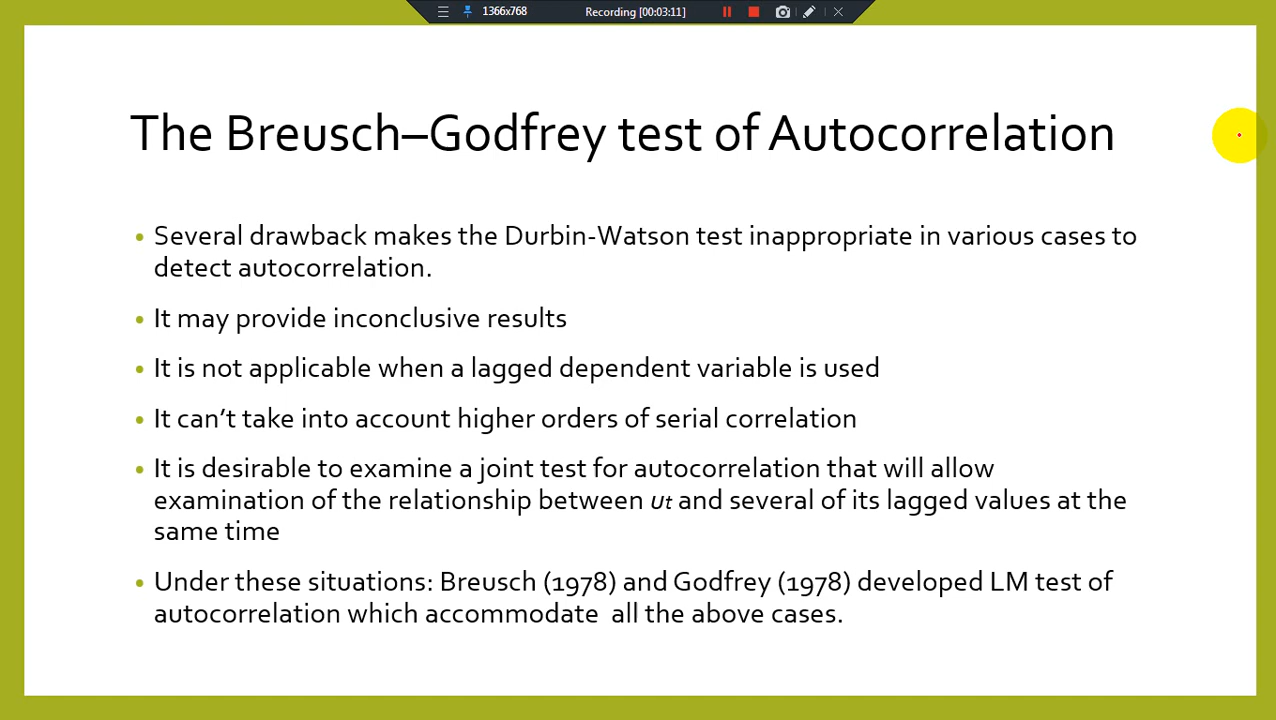 1366x768 Recording [00:03:11]
The Breusch–Godfrey test of Autocorrelation
• Several drawback makes the Durbin-Watson test inappropriate in various cases to
detect autocorrelation.
• It may provide inconclusive results
• It is not applicable when a lagged dependent variable is used
• It can’t take into account higher orders of serial correlation
• It is desirable to examine a joint test for autocorrelation that will allow
examination of the relationship between ut and several of its lagged values at the
same time
• Under these situations: Breusch (1978) and Godfrey (1978) developed LM test of
autocorrelation which accommodate all the above cases.